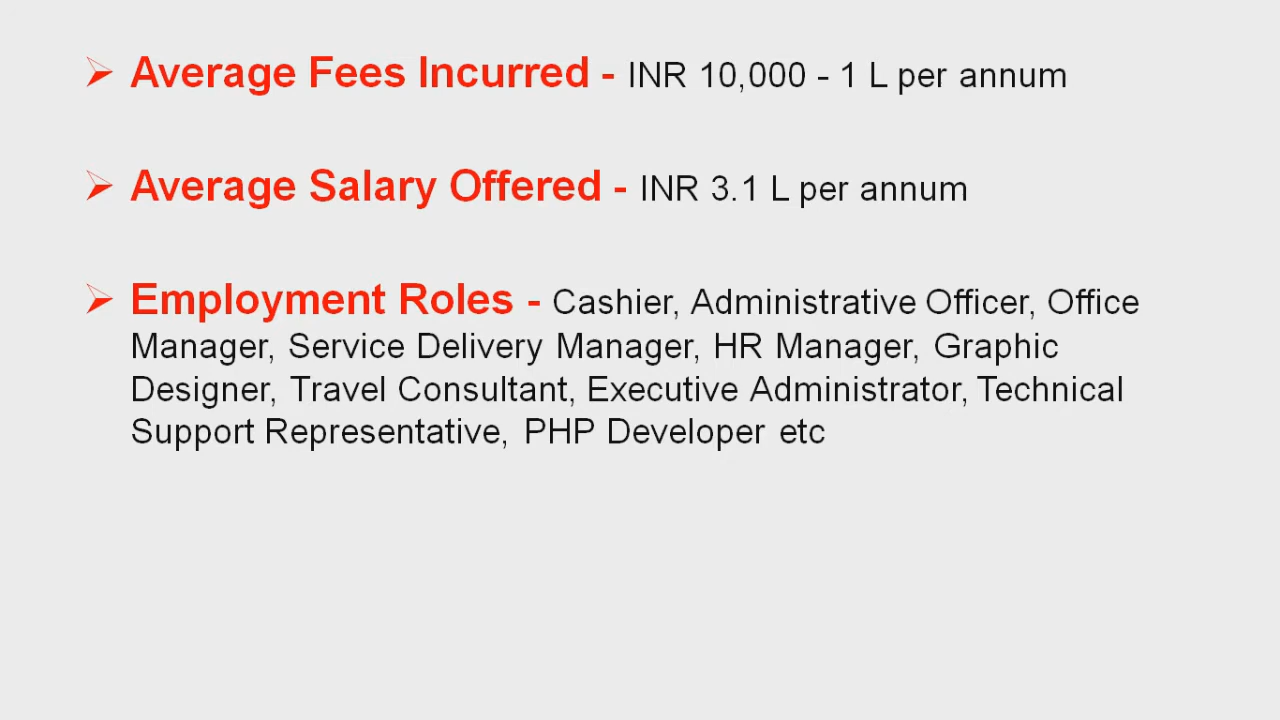 ➢ Average Fees Incurred - INR 10,000 - 1 L per annum
➢ Average Salary Offered - INR 3.1 L per annum
➢ Employment Roles - Cashier, Administrative Officer, Office
Manager, Service Delivery Manager, HR Manager, Graphic
Designer, Travel Consultant, Executive Administrator, Technical
Support Representative, PHP Developer etc